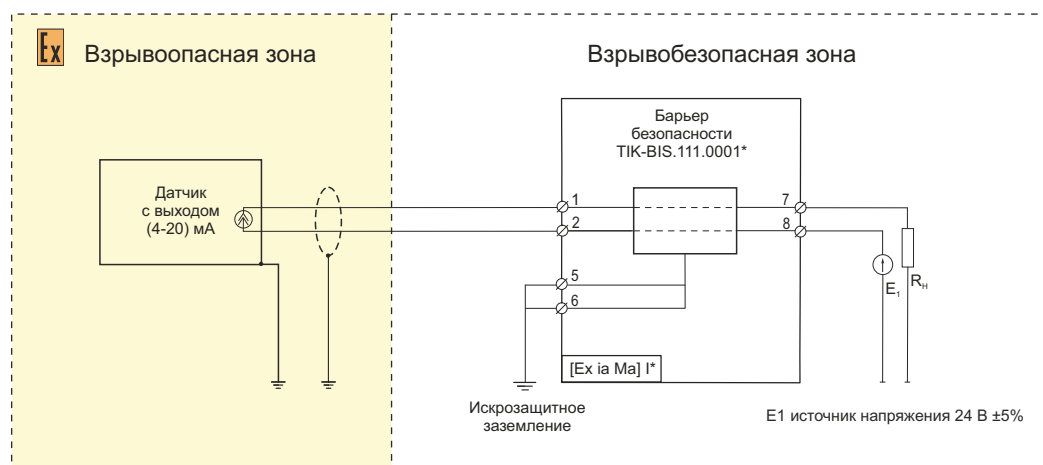 Ex
Взрывоопасная зона
Взрывобезопасная зона
Барьер
безопасности
TIK-BIS.111.0001*
Датчик
с выходом
(4-20) мА
1
2
7
8
5
6
E1
RН
[Ex ia Ma] I*
Искрозащитное
заземление
E1 источник напряжения 24 В ±5%